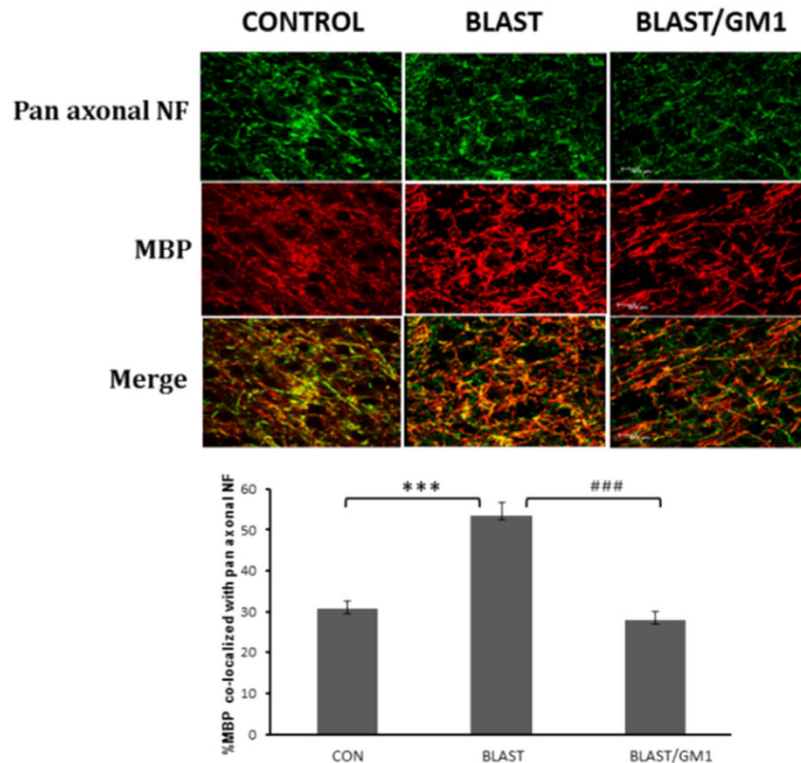 CONTROL BLAST BLAST/GM1
Pan axonal NF
MBP
Merge
%MBP co-localized with pan axonal NF
60
50
40
30
20
10
0
*** ###
CON BLAST BLAST/GM1